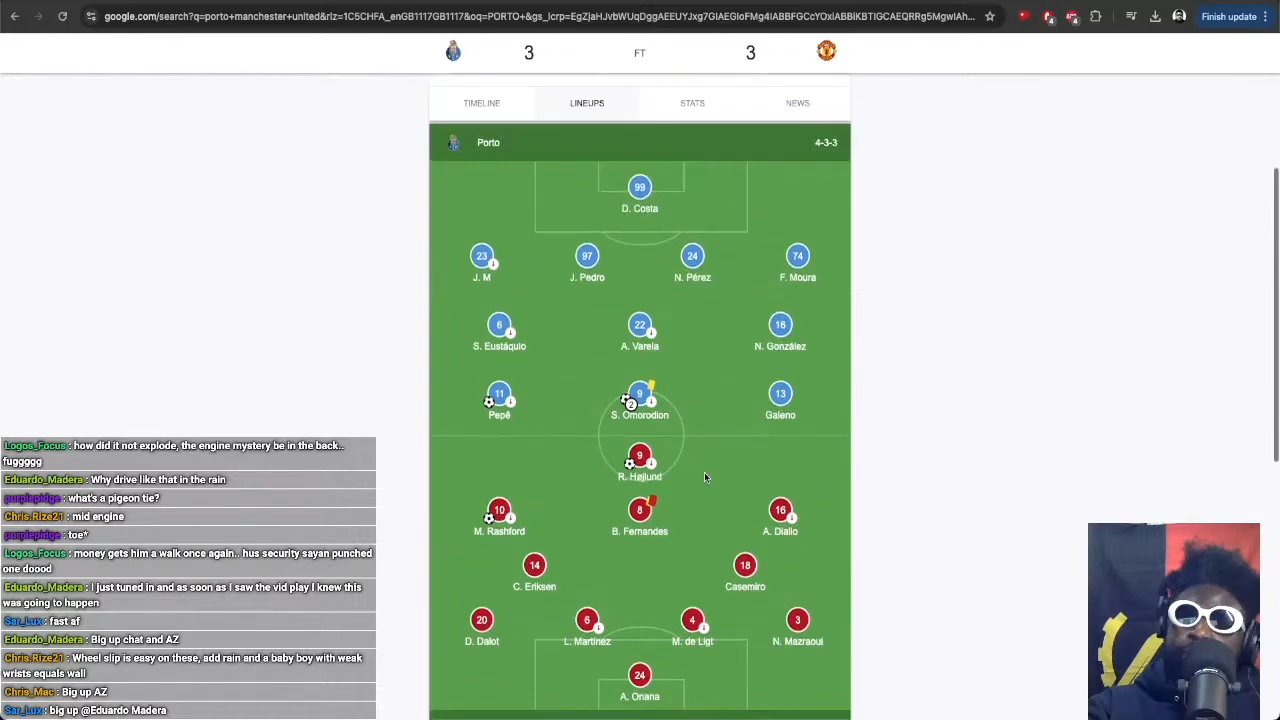 google.com/search?q=porto+manchester+united&rlz=1C5CHFA_enGB1117GB1117&oq=PORTO+&gs_lcrp=EgZjaHJvbWUqDggAEEUYJxg7GIAEGIoFMg4IABBFGCcYOxiABBiKBTIGCAEQRRg5MgwIAh...
Finish update
3 FT 3
TIMELINE LINEUPS STATS NEWS
Porto 4-3-3
99
D. Costa
23 97 24 74
J. M J. Pedro N. Pérez F. Moura
6 22 16
S. Eustáquio A. Varela N. González
11 9 13
2
Pepê S. Omorodion Galeno
9
R. Højlund
10 8 16
M. Rashford B. Fernandes A. Diallo
14 18
C. Eriksen Casemiro
20 6 4 3
D. Dalot L. Martínez M. de Ligt N. Mazraoui
24
A. Onana
Logos_Focus : how did it not explode, the engine mystery be in the back..
fuggggg
Eduardo_Madera : Why drive like that in the rain
purplepidge : what's a pigeon tie?
Chris.RIze21 : mid engine
purplepidge : toe*
Logos_Focus : money gets him a walk once again.. hus security sayan punched
one doood
Eduardo_Madera : I just tuned in and as soon as I saw the vid play I knew this
was going to happen
Sar_Lux : fast af
Eduardo_Madera : Big up chat and AZ
Chris.RIze21 : Wheel slip is easy on these, add rain and a baby boy with weak
wrists equals wall
Chris_Mac : Big up AZ
Sar_Lux : big up @Eduardo Madera